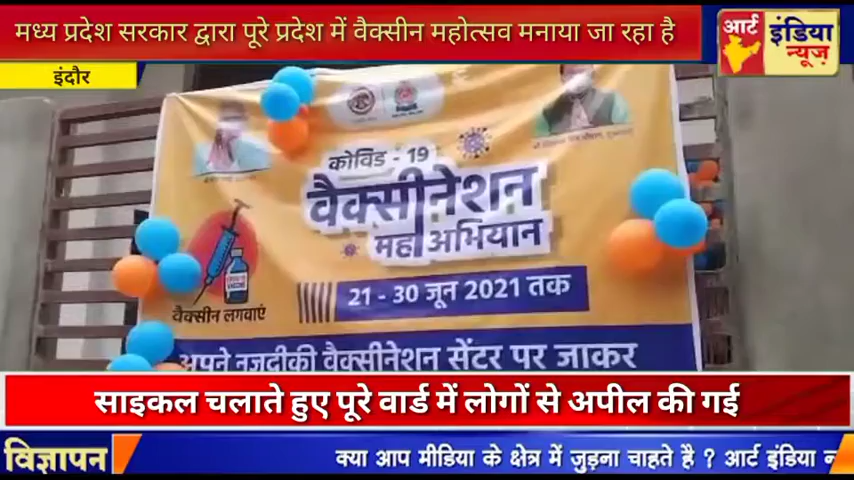 मध्य प्रदेश सरकार द्वारा पूरे प्रदेश में वैक्सीन महोत्सव मनाया जा रहा है
आर्ट इंडिया न्यूज़
इंदौर
कोविड - 19
वैक्सीनेशन
महाअभियान
वैक्सीन लगवाएं
21 - 30 जून 2021 तक
अपने नजदीकी वैक्सीनेशन सेंटर पर जाकर
साइकल चलाते हुए पूरे वार्ड में लोगों से अपील की गई
विज्ञापन
क्या आप मीडिया के क्षेत्र में जुड़ना चाहते है ? आर्ट इंडिया